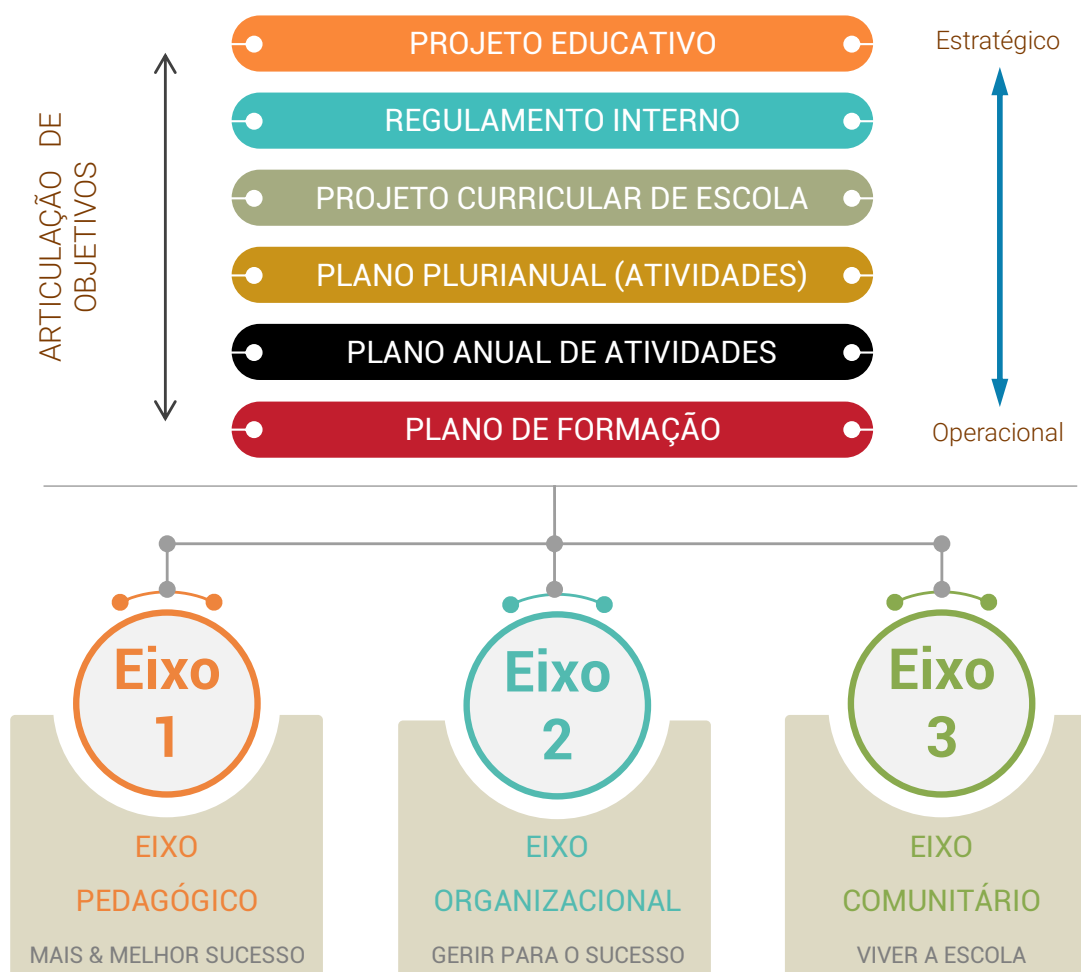 PROJETO EDUCATIVO
Estratégico
REGULAMENTO INTERNO
PROJETO CURRICULAR DE ESCOLA
PLANO PLURIANUAL (ATIVIDADES)
PLANO ANUAL DE ATIVIDADES
PLANO DE FORMAÇÃO
Operacional
ARTICULAÇÃO DE
OBJETIVOS
Eixo
1
EIXO
PEDAGÓGICO
MAIS & MELHOR SUCESSO
Eixo
2
EIXO
ORGANIZACIONAL
GERIR PARA O SUCESSO
Eixo
3
EIXO
COMUNITÁRIO
VIVER A ESCOLA